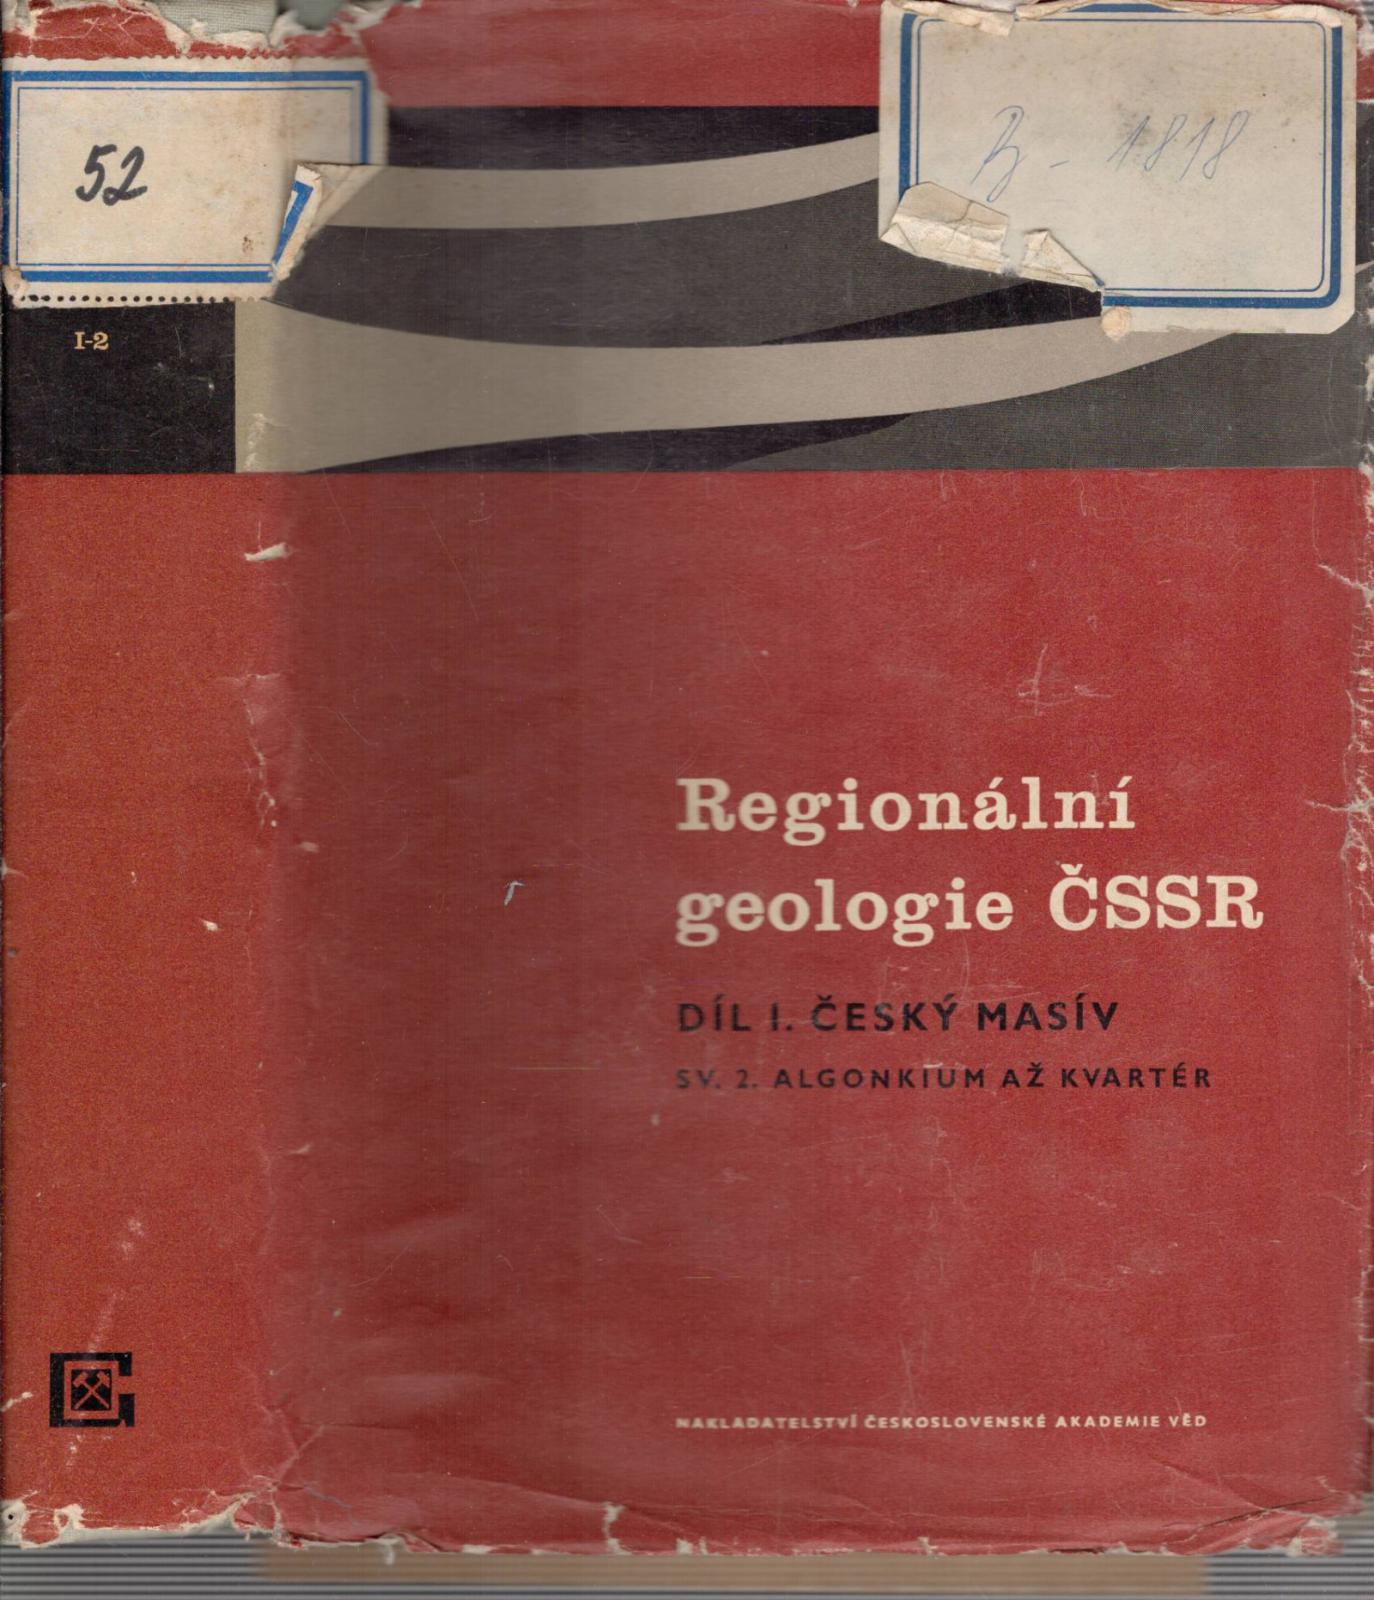 52
B - 1818
I-2
Regionální
geologie ČSSR
DÍL I. ČESKÝ MASÍV
SV. 2. ALGONKIUM AŽ KVARTÉR
NAKLADATELSTVÍ ČESKOSLOVENSKÉ AKADEMIE VĚD